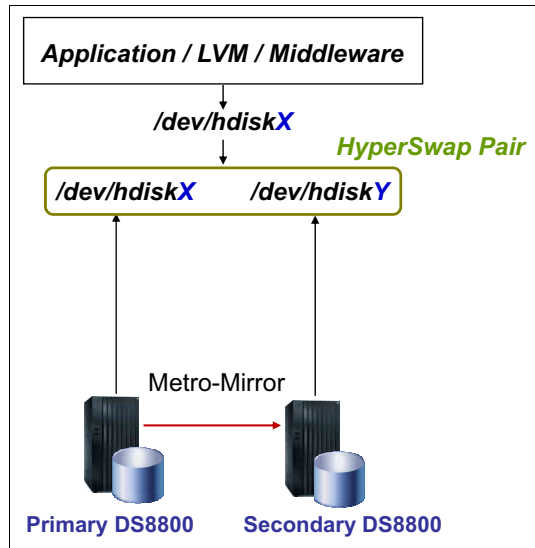 Application / LVM / Middleware
/dev/hdiskX
HyperSwap Pair
/dev/hdiskX /dev/hdiskY
Metro-Mirror
Primary DS8800 Secondary DS8800